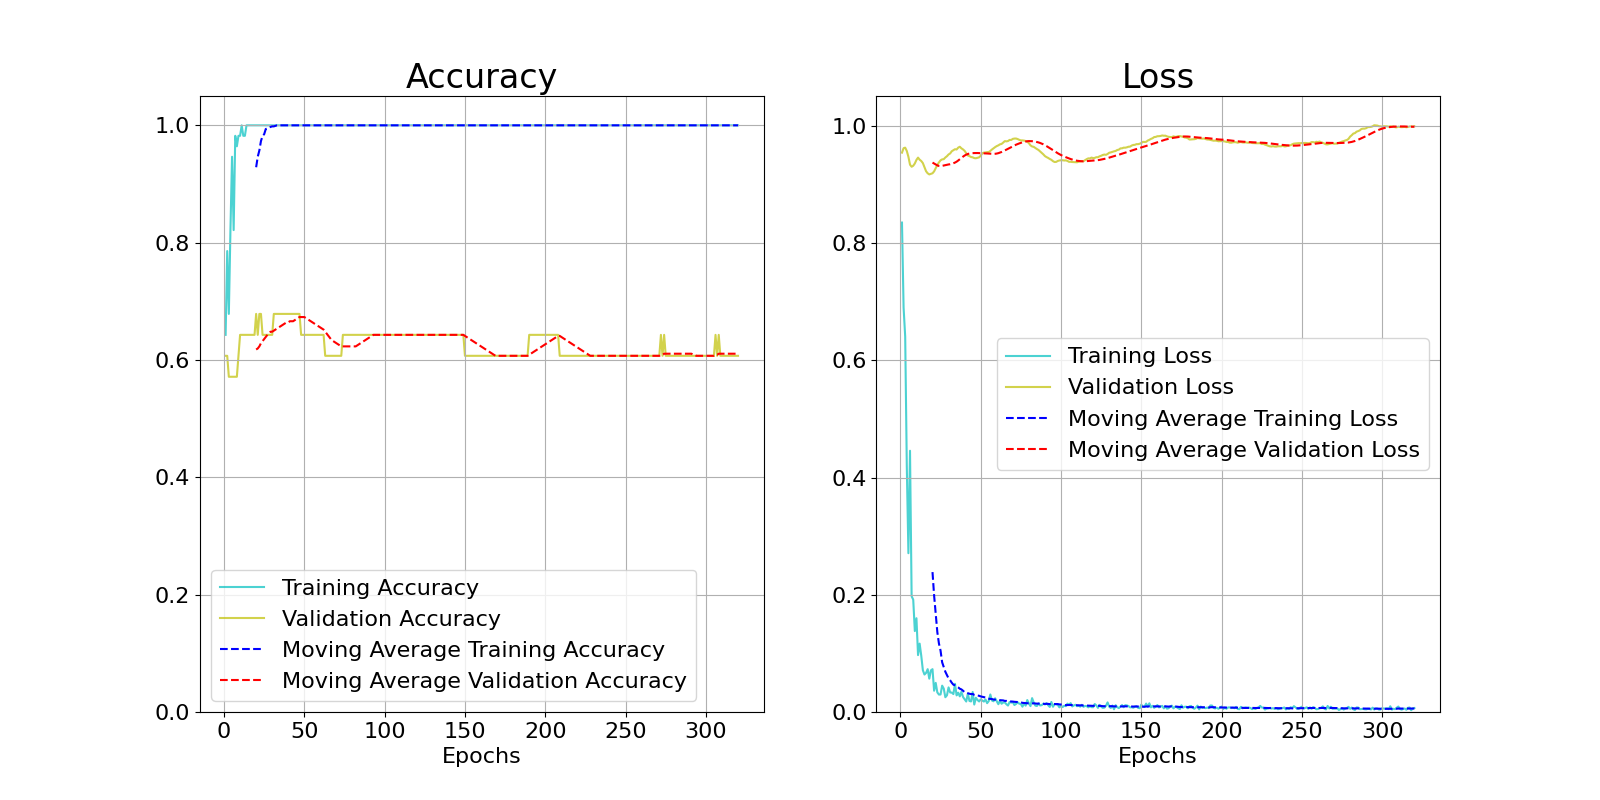 Accuracy
1.0
0.8
0.6
0.4
0.2
0.0
Training Accuracy
Validation Accuracy
Moving Average Training Accuracy
Moving Average Validation Accuracy
0 50 100 150 200 250 300
Epochs
Loss
1.0
0.8
0.6
0.4
0.2
0.0
Training Loss
Validation Loss
Moving Average Training Loss
Moving Average Validation Loss
0 50 100 150 200 250 300
Epochs